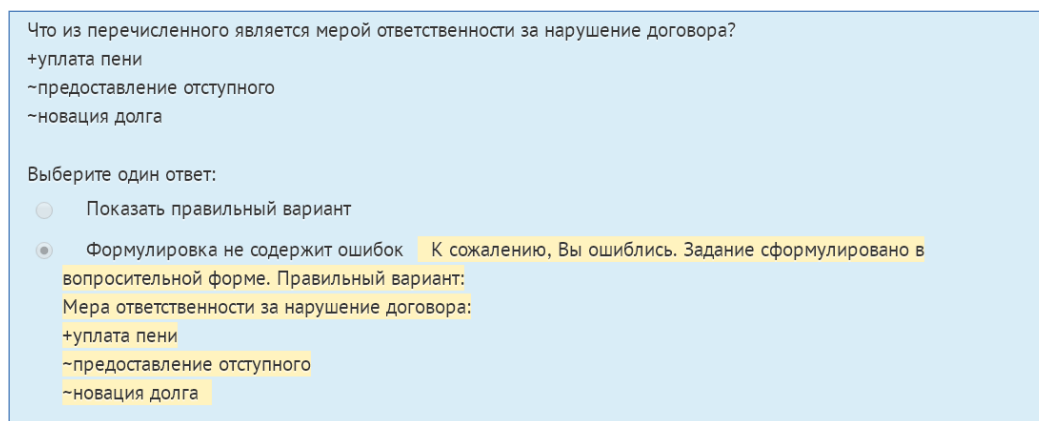 Что из перечисленного является мерой ответственности за нарушение договора?
+уплата пени
~предоставление отступного
~новация долга
Выберите один ответ:
Показать правильный вариант
Формулировка не содержит ошибок К сожалению, Вы ошиблись. Задание сформулировано в
вопросительной форме. Правильный вариант:
Мера ответственности за нарушение договора:
+уплата пени
~предоставление отступного
~новация долга